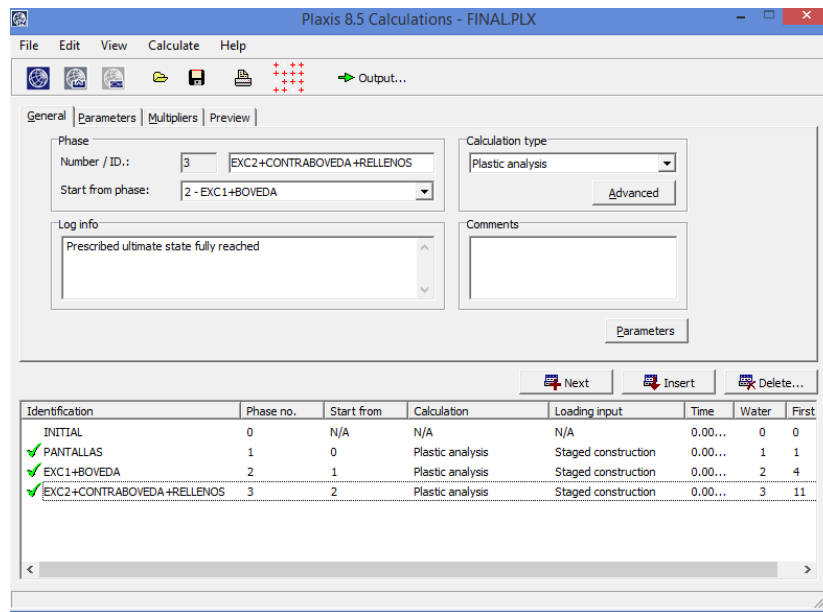 Plaxis 8.5 Calculations - FINAL.PLX
File Edit View Calculate Help
Output...
General Parameters Multipliers Preview
Phase
Number / ID.: 3 EXC2+CONTRABOVEDA+RELLENOS
Start from phase: 2 - EXC1+BOVEDA
Calculation type
Plastic analysis
Advanced
Log info
Prescribed ultimate state fully reached
Comments
Parameters
Next Insert Delete...
Identification Phase no. Start from Calculation Loading input Time Water First
INITIAL 0 N/A N/A N/A 0.00... 0 0
PANTALLAS 1 0 Plastic analysis Staged construction 0.00... 1 1
EXC1+BOVEDA 2 1 Plastic analysis Staged construction 0.00... 2 4
EXC2+CONTRABOVEDA+RELLENOS 3 2 Plastic analysis Staged construction 0.00... 3 11